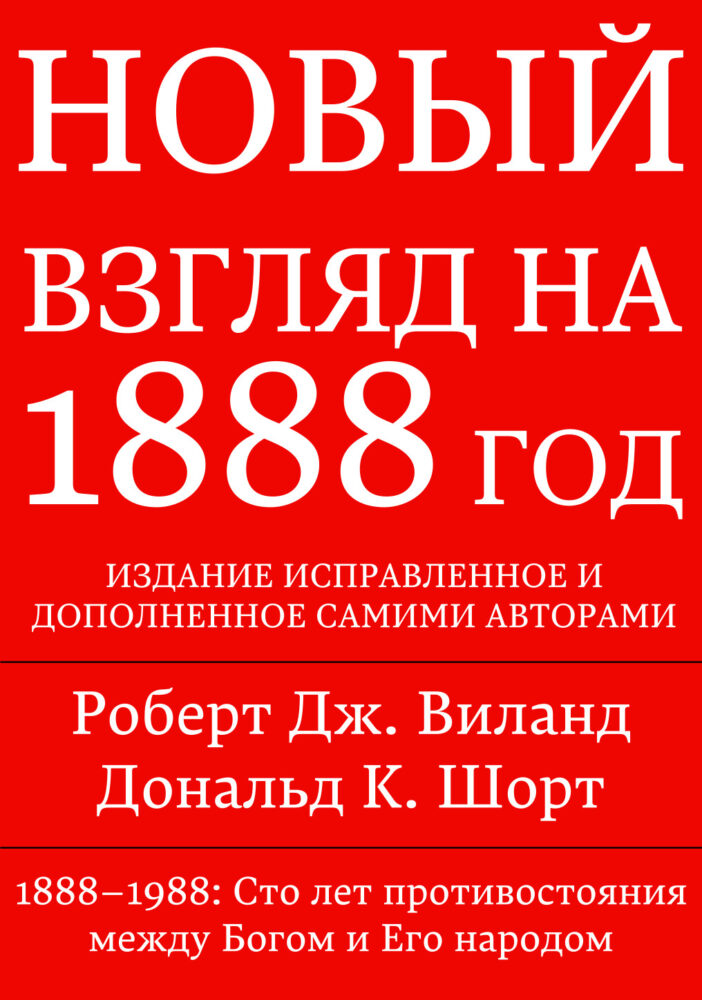 НОВЫЙ
ВЗГЛЯД НА
1888 ГОД
ИЗДАНИЕ ИСПРАВЛЕННОЕ И
ДОПОЛНЕННОЕ САМИМИ АВТОРАМИ
Роберт Дж. Виланд
Дональд К. Шорт
1888–1988: Сто лет противостояния
между Богом и Его народом